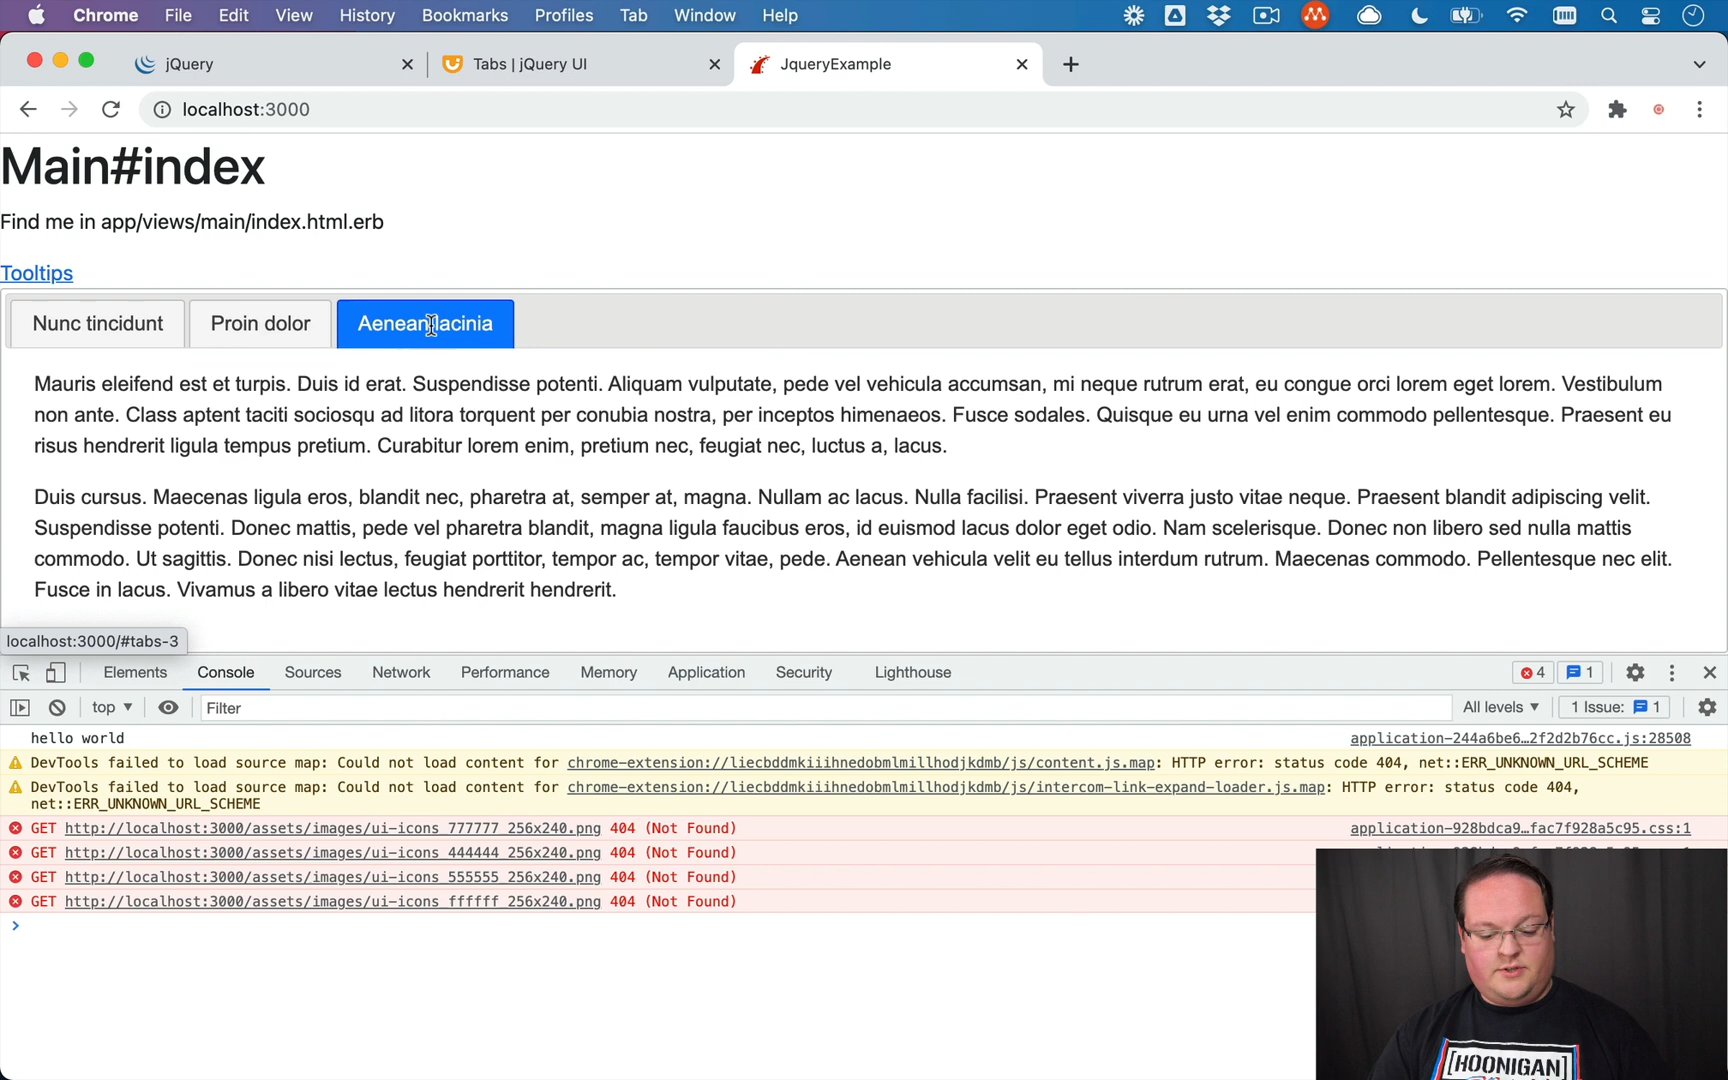 Chrome File Edit View History Bookmarks Profiles Tab Window Help
jQuery Tabs | jQuery UI JqueryExample
localhost:3000
Main#index
Find me in app/views/main/index.html.erb
Tooltips
Nunc tincidunt Proin dolor Aenean lacinia
Mauris eleifend est et turpis. Duis id erat. Suspendisse potenti. Aliquam vulputate, pede vel vehicula accumsan, mi neque rutrum erat, eu congue orci lorem eget lorem. Vestibulum
non ante. Class aptent taciti sociosqu ad litora torquent per conubia nostra, per inceptos himenaeos. Fusce sodales. Quisque eu urna vel enim commodo pellentesque. Praesent eu
risus hendrerit ligula tempus pretium. Curabitur lorem enim, pretium nec, feugiat nec, luctus a, lacus.
Duis cursus. Maecenas ligula eros, blandit nec, pharetra at, semper at, magna. Nullam ac lacus. Nulla facilisi. Praesent viverra justo vitae neque. Praesent blandit adipiscing velit.
Suspendisse potenti. Donec mattis, pede vel pharetra blandit, magna ligula faucibus eros, id euismod lacus dolor eget odio. Nam scelerisque. Donec non libero sed nulla mattis
commodo. Ut sagittis. Donec nisi lectus, feugiat porttitor, tempor ac, tempor vitae, pede. Aenean vehicula velit eu tellus interdum rutrum. Maecenas commodo. Pellentesque nec elit.
Fusce in lacus. Vivamus a libero vitae lectus hendrerit hendrerit.
localhost:3000/#tabs-3
Elements Console Sources Network Performance Memory Application Security Lighthouse 4 1
top Filter All levels 1 Issue: 1
hello world application-244a6be6…2f2d2b76cc.js:28508
DevTools failed to load source map: Could not load content for chrome-extension://liecbddmkiiihnedobmlmillhodjkdmb/js/content.js.map: HTTP error: status code 404, net::ERR_UNKNOWN_URL_SCHEME
DevTools failed to load source map: Could not load content for chrome-extension://liecbddmkiiihnedobmlmillhodjkdmb/js/intercom-link-expand-loader.js.map: HTTP error: status code 404,
net::ERR_UNKNOWN_URL_SCHEME
GET http://localhost:3000/assets/images/ui-icons_777777_256x240.png 404 (Not Found) application-928bdca9…fac7f928a5c95.css:1
GET http://localhost:3000/assets/images/ui-icons_444444_256x240.png 404 (Not Found)
GET http://localhost:3000/assets/images/ui-icons_555555_256x240.png 404 (Not Found)
GET http://localhost:3000/assets/images/ui-icons_ffffff_256x240.png 404 (Not Found)
[HOONIGAN]